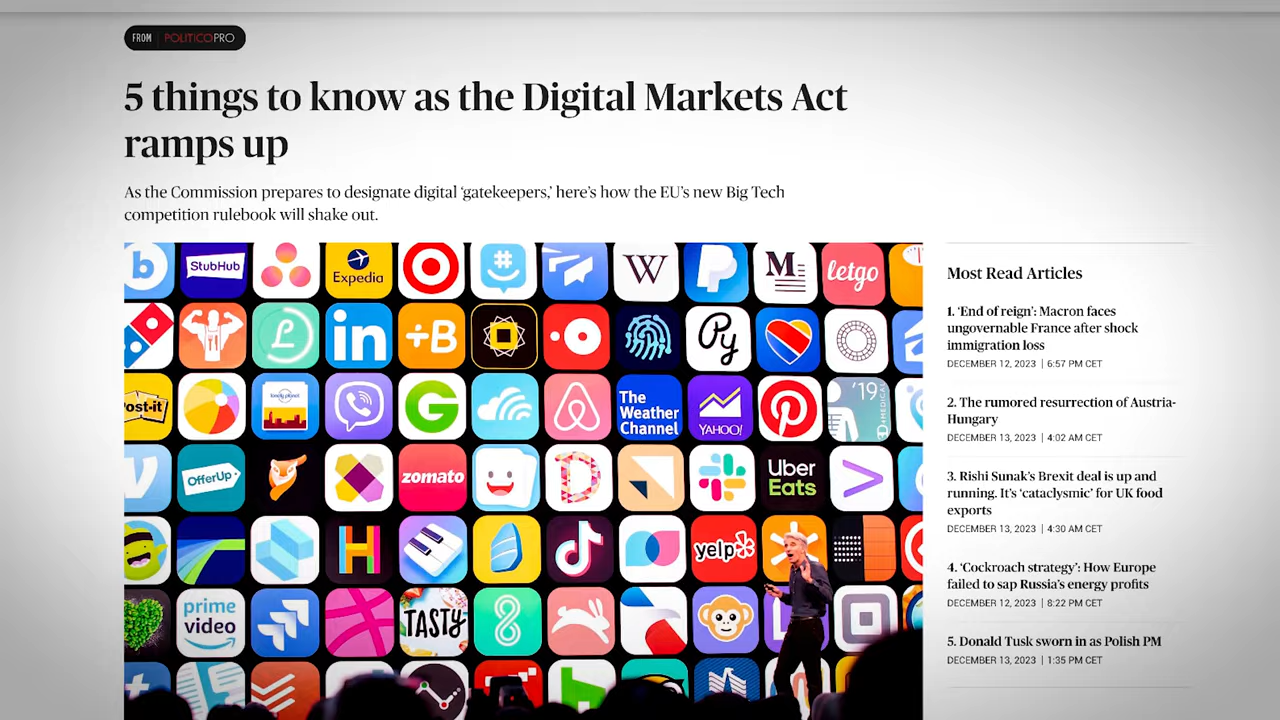 FROM | POLITICOPRO
5 things to know as the Digital Markets Act
ramps up
As the Commission prepares to designate digital ‘gatekeepers,’ here’s how the EU’s new Big Tech
competition rulebook will shake out.
b
StubHub
Expedia
#
W
P
M
letgo
L
in
+B
Py
ost-it
lonely planet
G
The
Weather
Channel
YAHOO!
'19
OfferUp
zomato
D
Uber
Eats
H
yelp
prime
video
TASTY
8
Most Read Articles
1. ‘End of reign’: Macron faces
ungovernable France after shock
immigration loss
DECEMBER 12, 2023 | 6:57 PM CET
2. The rumored resurrection of Austria-
Hungary
DECEMBER 13, 2023 | 4:02 AM CET
3. Rishi Sunak’s Brexit deal is up and
running. It’s ‘cataclysmic’ for UK food
exports
DECEMBER 13, 2023 | 4:30 AM CET
4. ‘Cockroach strategy’: How Europe
failed to sap Russia’s energy profits
DECEMBER 12, 2023 | 8:22 PM CET
5. Donald Tusk sworn in as Polish PM
DECEMBER 13, 2023 | 1:35 PM CET